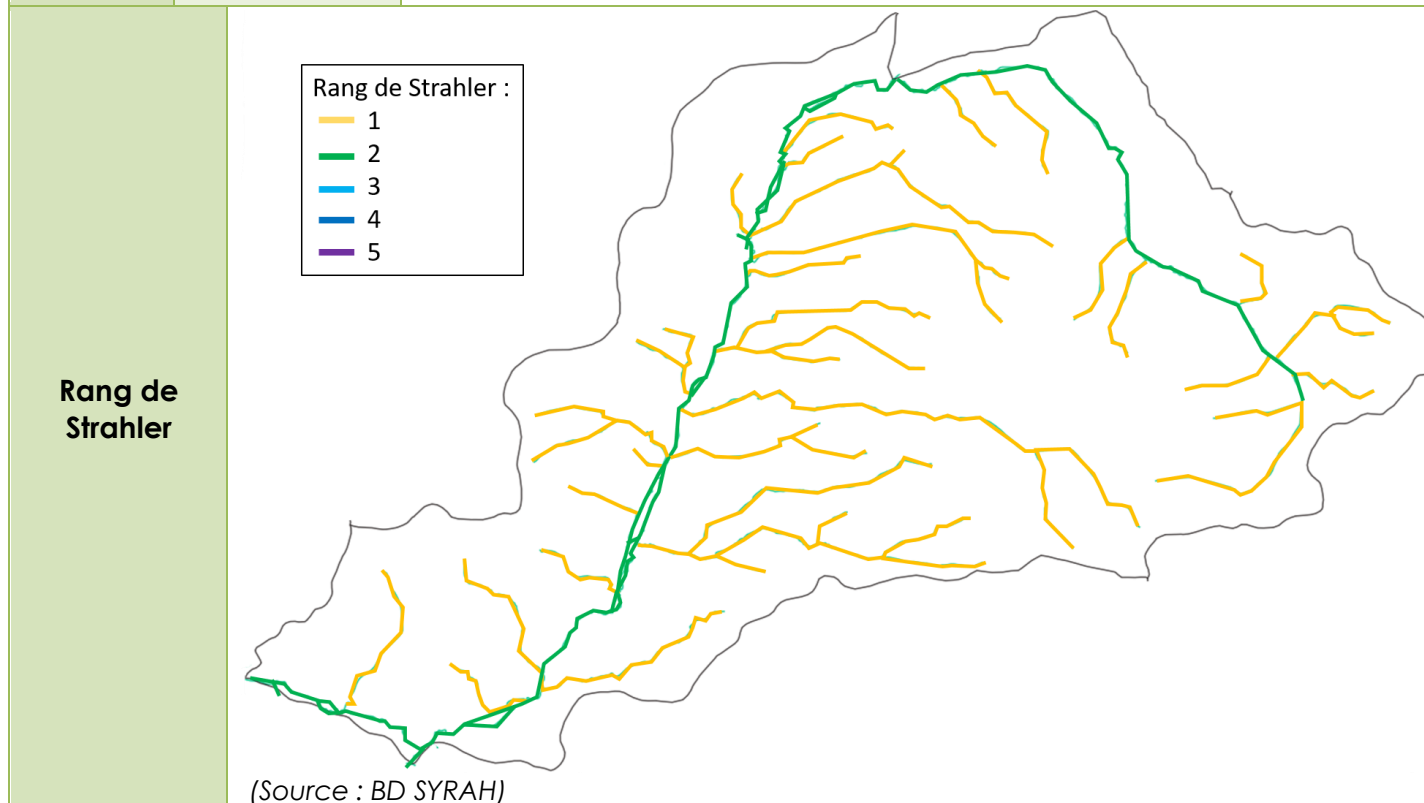 Rang de
Strahler
Rang de Strahler :
1
2
3
4
5
(Source : BD SYRAH)